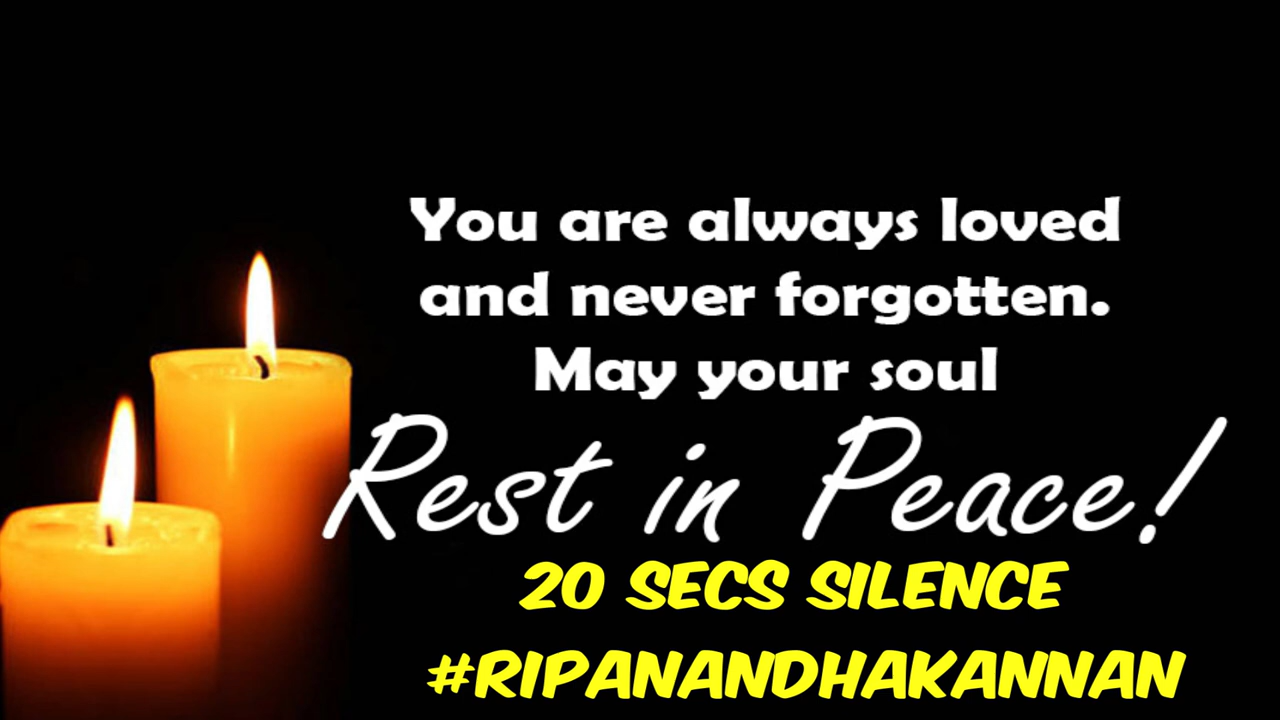 You are always loved
and never forgotten.
May your soul
Rest in Peace!
20 SECS SILENCE
#RIPANANDHAKANNAN